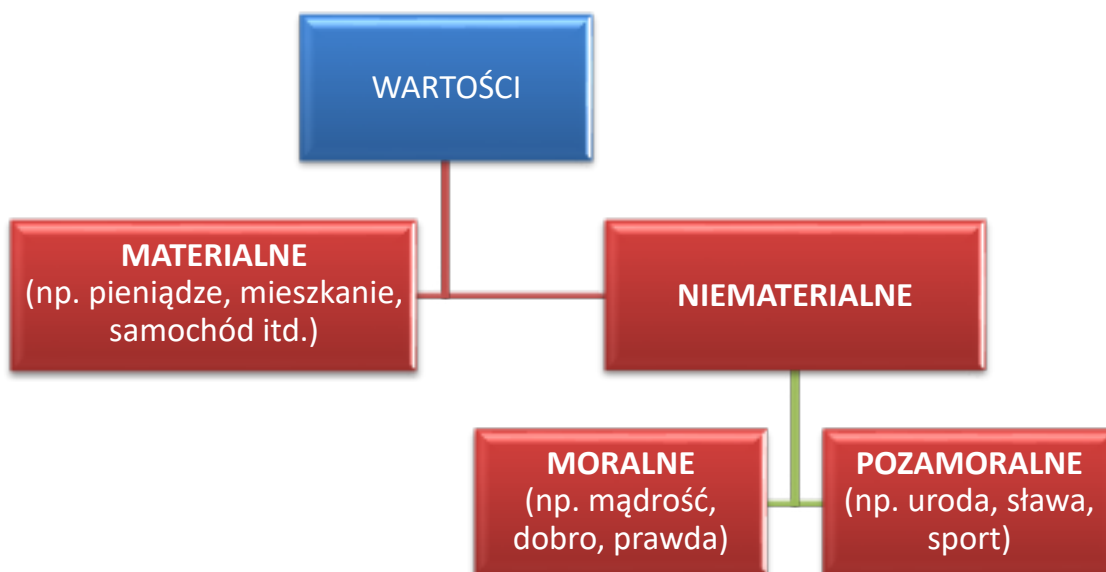 WARTOŚCI
MATERIALNE
(np. pieniądze, mieszkanie,
samochód itd.)
NIEMATERIALNE
MORALNE
(np. mądrość,
dobro, prawda)
POZAMORALNE
(np. uroda, sława,
sport)